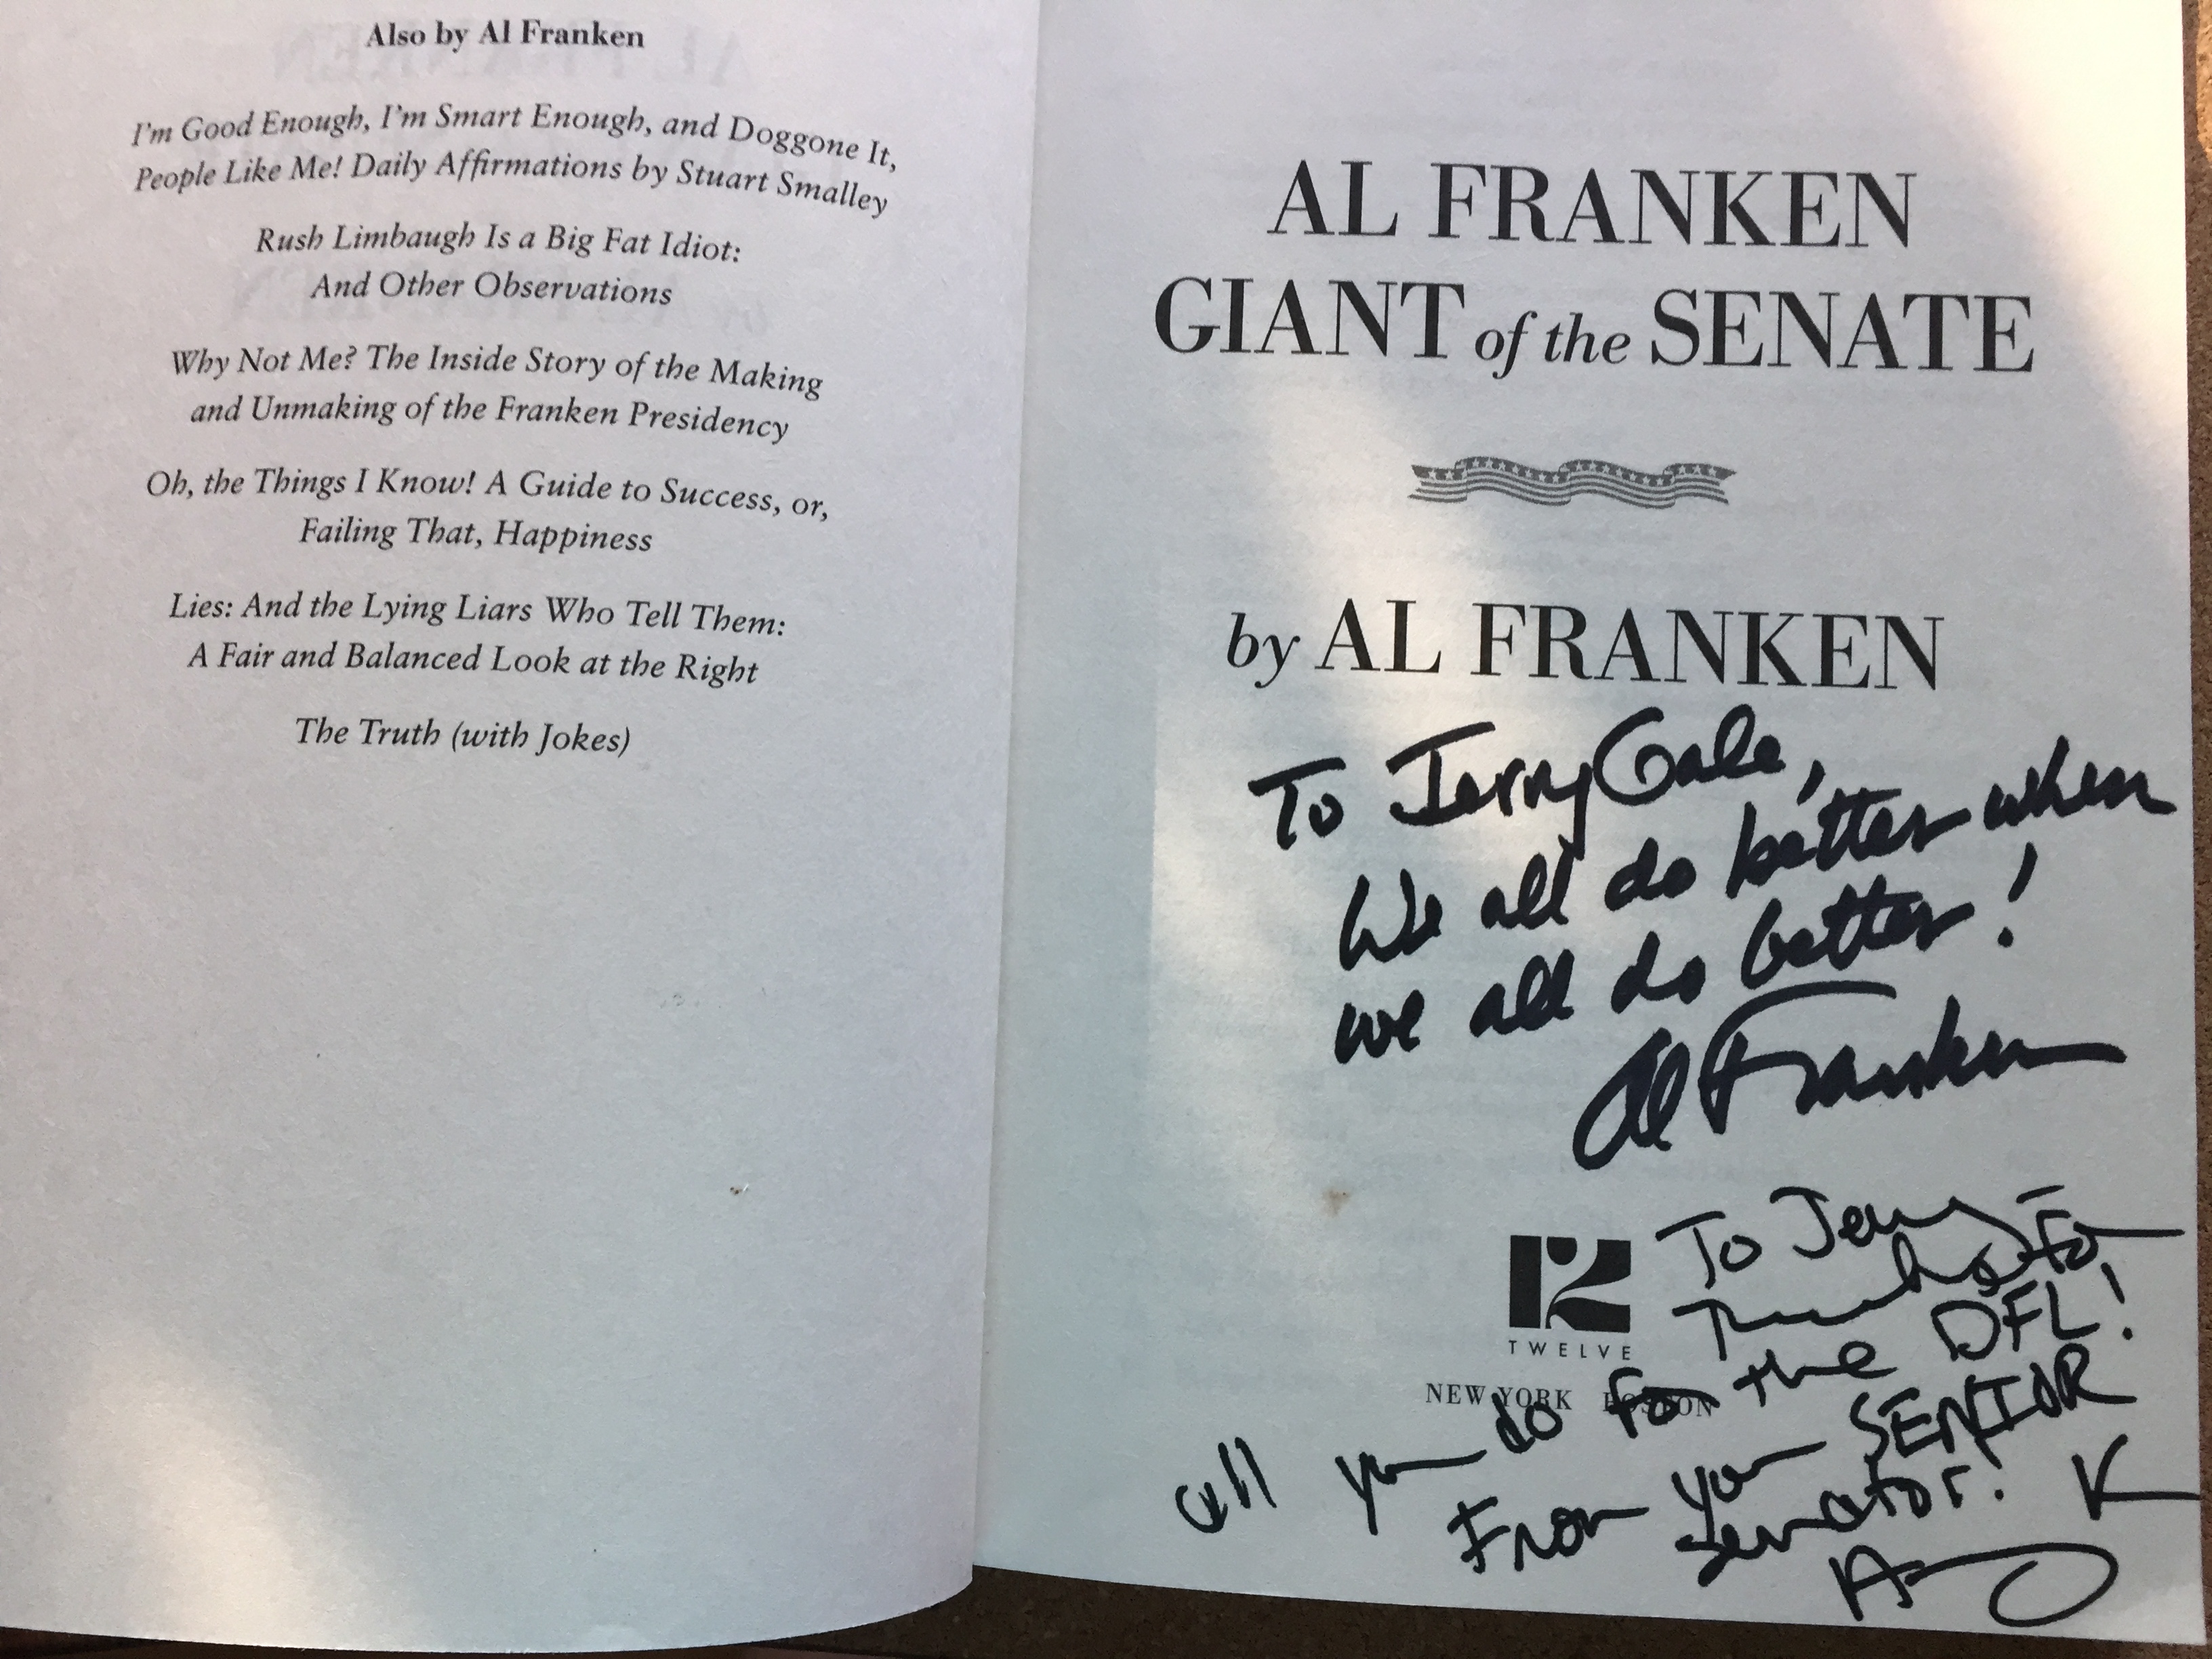 Also by Al Franken
I'm Good Enough, I'm Smart Enough, and Doggone It,
People Like Me! Daily Affirmations by Stuart Smalley
Rush Limbaugh Is a Big Fat Idiot:
And Other Observations
Why Not Me? The Inside Story of the Making
and Unmaking of the Franken Presidency
Oh, the Things I Know! A Guide to Success, or,
Failing That, Happiness
Lies: And the Lying Liars Who Tell Them:
A Fair and Balanced Look at the Right
The Truth (with Jokes)
AL FRANKEN
GIANT of the SENATE
by AL FRANKEN
To Jerry Gale,
We all do better when
we all do better!
Al Franken
12
TWELVE
NEW YORK BOSTON
To Jerry
Thanks for
all you do for the DFL!
From your SENIOR
Senator!